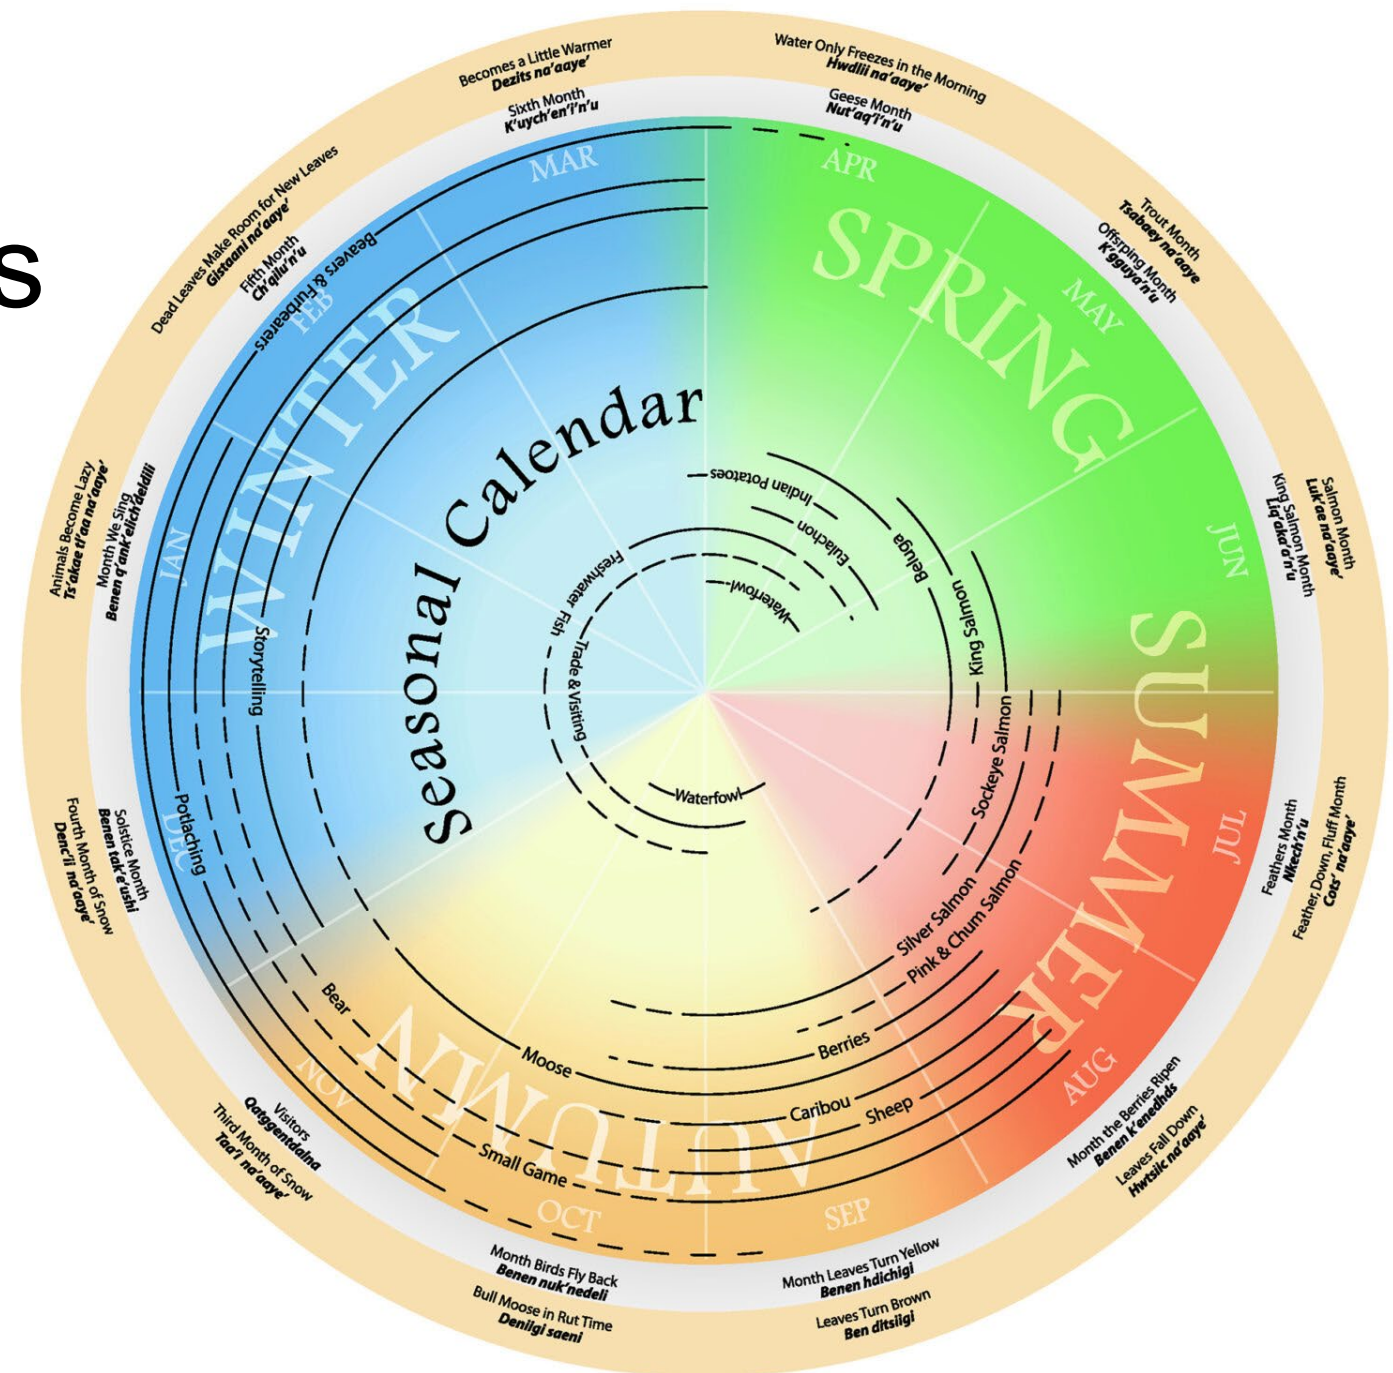 s
Becomes a Little Warmer
Dezits na'aaye'
Sixth Month
K'uych'en'i'n'u
Water Only Freezes in the Morning
Hwdlii na'aaye'
Geese Month
Nut'aq'i'n'u
Trout Month
Tsabaey na'aaye
Offsrping Month
K'gguya'n'u
Salmon Month
Luk'ae na'aaye'
King Salmon Month
Liq'aka'a'n'u
Feather, Down, Fluff Month
Cots' na'aaye'
Feathers Month
Nkech'n'u
Month the Berries Ripen
Benen k'enedhds
Leaves Fall Down
Hwtsiic na'aaye'
Month Leaves Turn Yellow
Benen hdichigi
Leaves Turn Brown
Ben ditsiigi
Month Birds Fly Back
Benen nuk'nedeli
Bull Moose in Rut Time
Deniigi saeni
Visitors
Qatggentdalna
Third Month of Snow
Taa'i na'aaye'
Solstice Month
Benen tak'e'ushi
Fourth Month of Snow
Denc'ii na'aaye'
Month We Sing
Benen q'ank'elich'deldili
Animals Become Lazy
Ts'akae tl'aa na'aaye'
Fifth Month
Ch'qilu'n'u
Dead Leaves Make Room for New Leaves
Gistaani na'aaye'
MAR
APR
MAY
JUN
JUL
AUG
SEP
OCT
NOV
DEC
JAN
FEB
SPRING
SUMMER
AUTUMN
WINTER
Seasonal Calendar
Beavers & Furbearers
Potlaching
Storytelling
Freshwater Fish
Trade & Visiting
Indian Potatoes
Eulachon
Waterfowl
Beluga
King Salmon
Sockeye Salmon
Silver Salmon
Pink & Chum Salmon
Berries
Caribou
Sheep
Moose
Small Game
Bear
Waterfowl